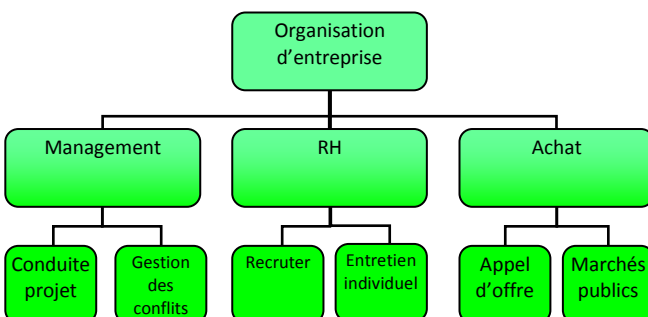 Organisation
d’entreprise
Management
RH
Achat
Conduite
projet
Gestion
des
conflits
Recruter
Entretien
individuel
Appel
d’offre
Marchés
publics